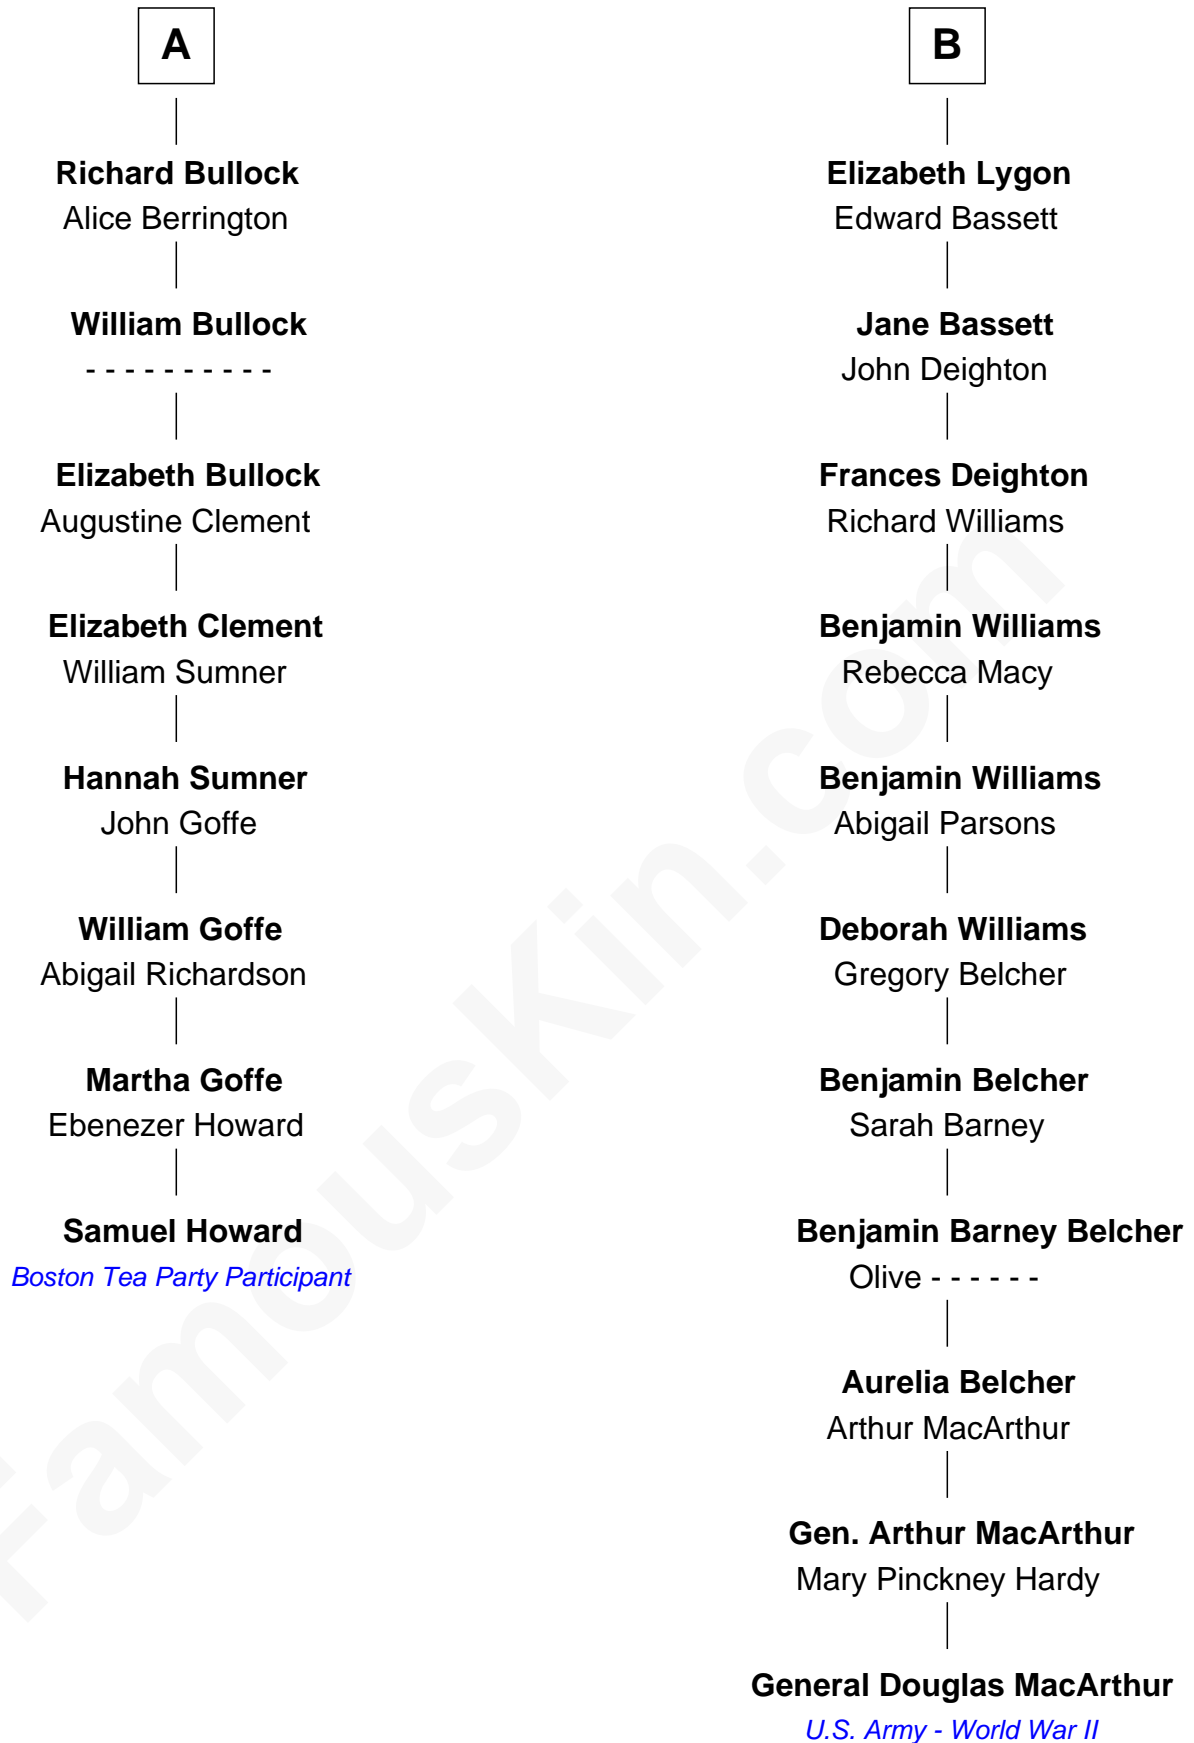 A
Richard Bullock
Alice Berrington
William Bullock
- - - - - - - - - -
Elizabeth Bullock
Augustine Clement
Elizabeth Clement
William Sumner
Hannah Sumner
John Goffe
William Goffe
Abigail Richardson
Martha Goffe
Ebenezer Howard
Samuel Howard
Boston Tea Party Participant
B
Elizabeth Lygon
Edward Bassett
Jane Bassett
John Deighton
Frances Deighton
Richard Williams
Benjamin Williams
Rebecca Macy
Benjamin Williams
Abigail Parsons
Deborah Williams
Gregory Belcher
Benjamin Belcher
Sarah Barney
Benjamin Barney Belcher
Olive - - - - - -
Aurelia Belcher
Arthur MacArthur
Gen. Arthur MacArthur
Mary Pinckney Hardy
General Douglas MacArthur
U.S. Army - World War II
FamousKin.com